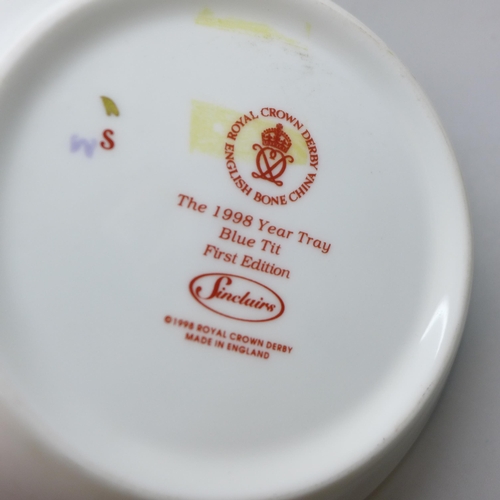 ROYAL CROWN DERBY
ENGLISH BONE CHINA
S
M
The 1998 Year Tray
Blue Tit
First Edition
Sinclairs
©1998 ROYAL CROWN DERBY
MADE IN ENGLAND